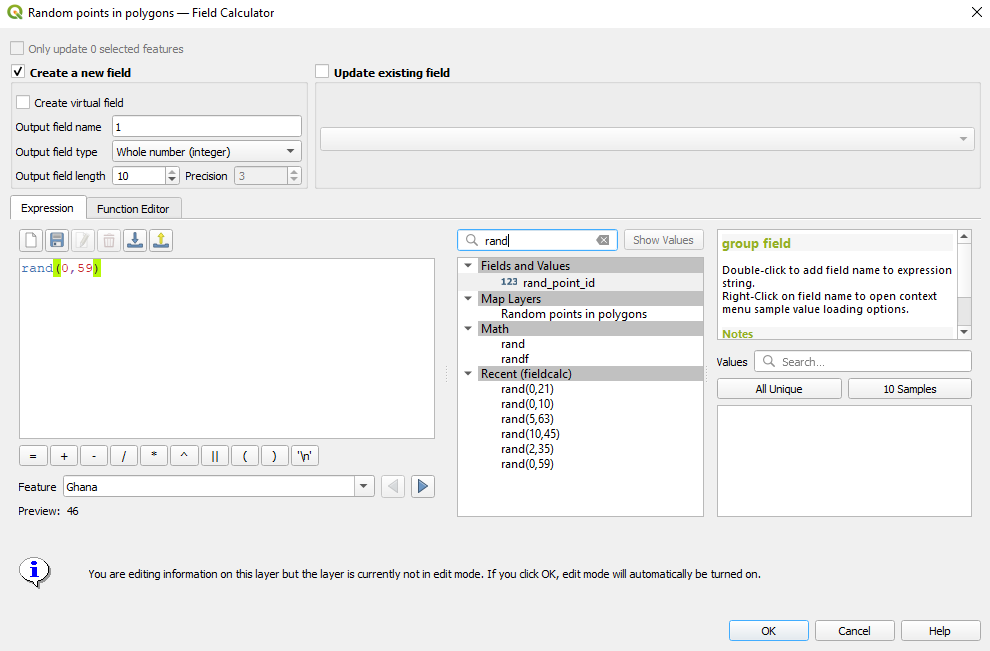 Random points in polygons — Field Calculator
Only update 0 selected features
Create a new field
Update existing field
Create virtual field
Output field name 1
Output field type Whole number (integer)
Output field length 10 Precision 3
Expression Function Editor
rand(0,59)
= + - / * ^ || ( ) '\n'
Feature Ghana
Preview: 46
rand Show Values
Fields and Values
123 rand_point_id
Map Layers
Random points in polygons
Math
rand
randf
Recent (fieldcalc)
rand(0,21)
rand(0,10)
rand(5,63)
rand(10,45)
rand(2,35)
rand(0,59)
group field
Double-click to add field name to expression
string.
Right-Click on field name to open context
menu sample value loading options.
Notes
Values Search...
All Unique 10 Samples
You are editing information on this layer but the layer is currently not in edit mode. If you click OK, edit mode will automatically be turned on.
OK Cancel Help